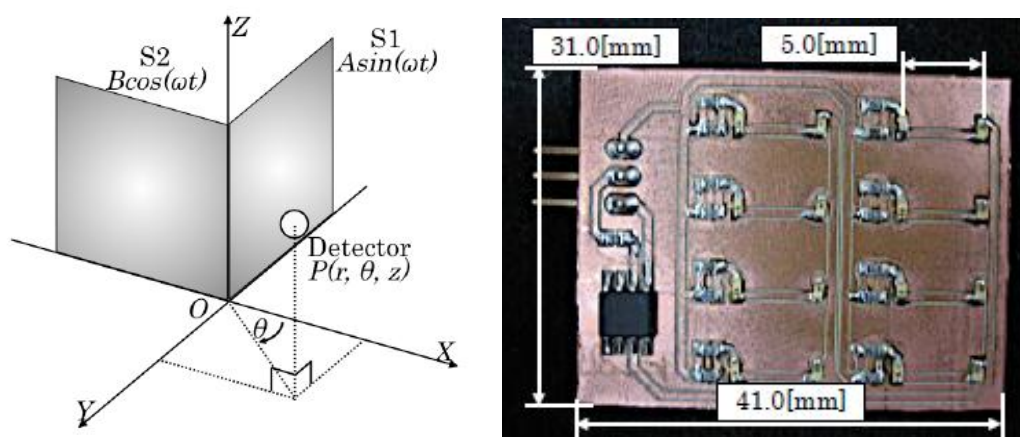 Z
S1
Asin(ωt)
S2
Bcos(ωt)
Detector
P(r, θ, z)
O
θ
X
Y
31.0[mm]
5.0[mm]
41.0[mm]